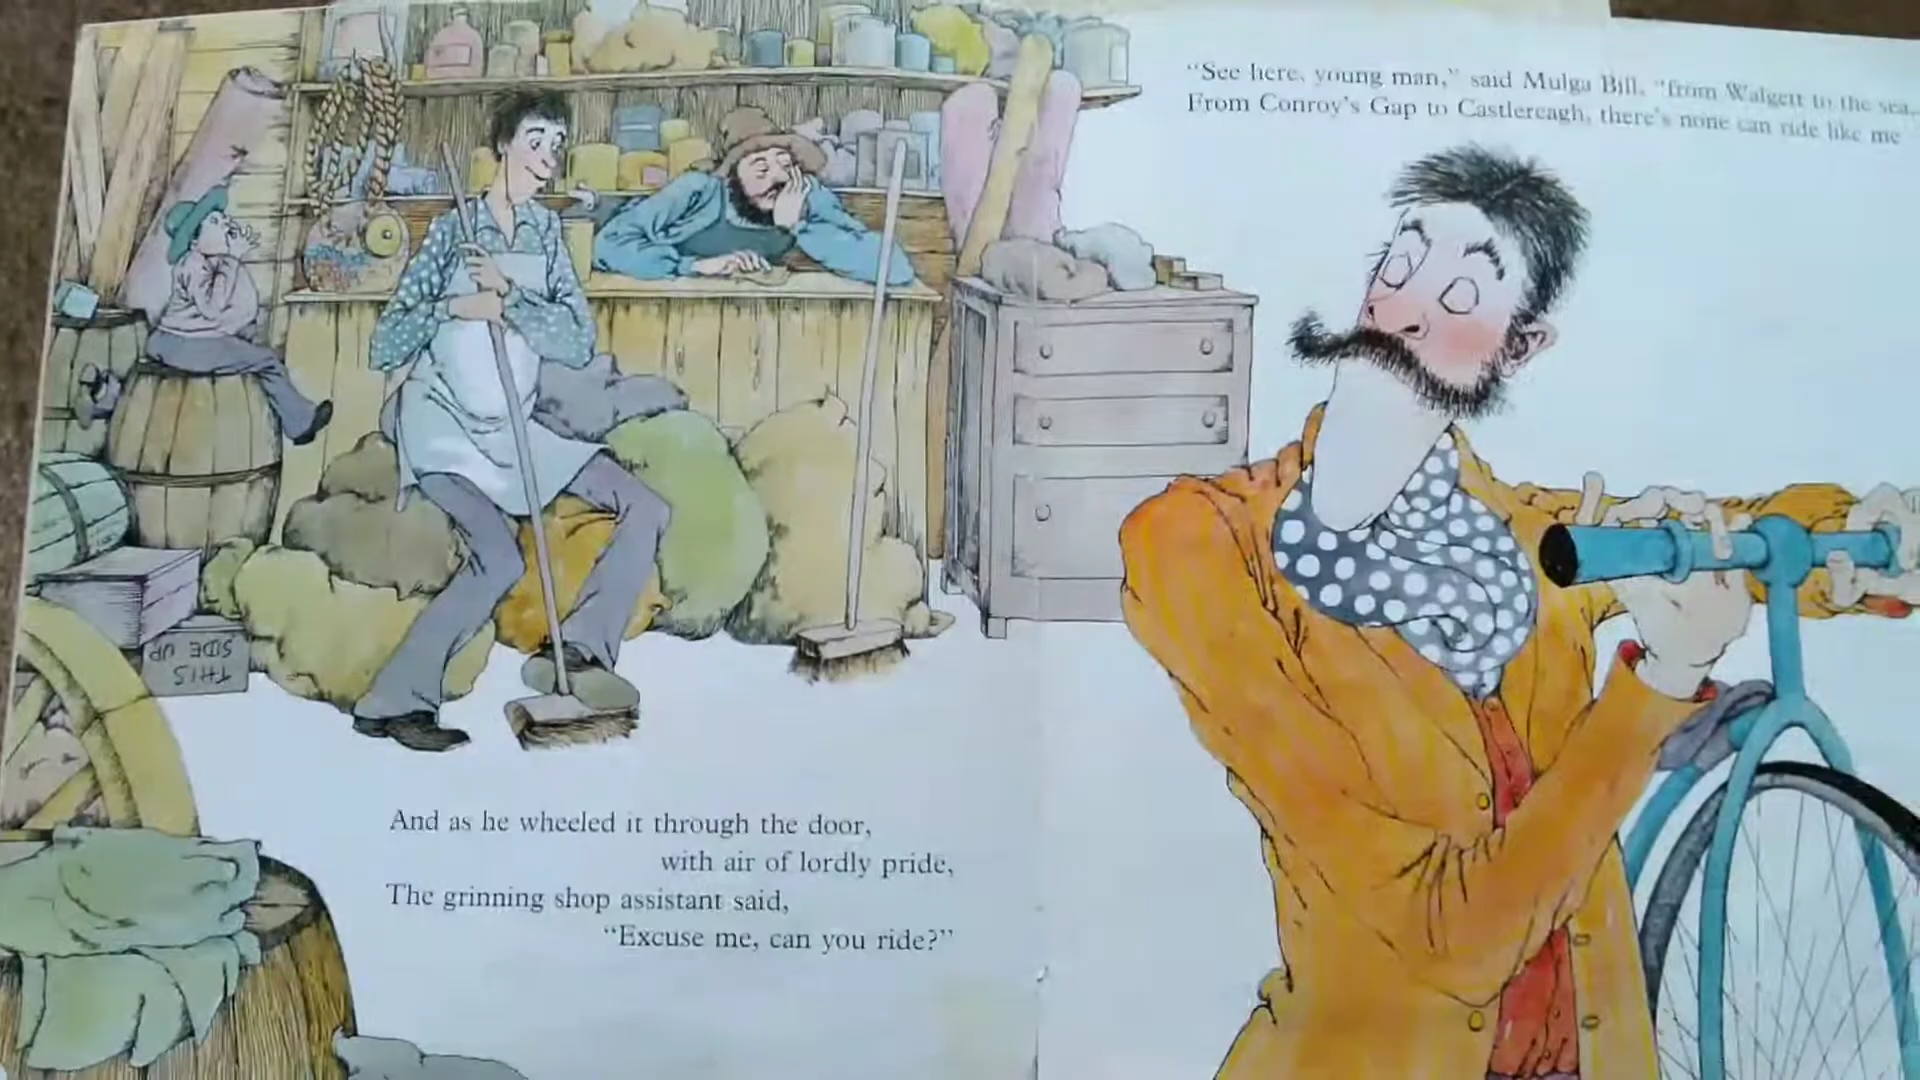 "See here, young man," said Mulga Bill, "from Walgett to the sea,
From Conroy's Gap to Castlereagh, there's none can ride like me
THIS
SIDE UP
And as he wheeled it through the door,
with air of lordly pride,
The grinning shop assistant said,
"Excuse me, can you ride?"